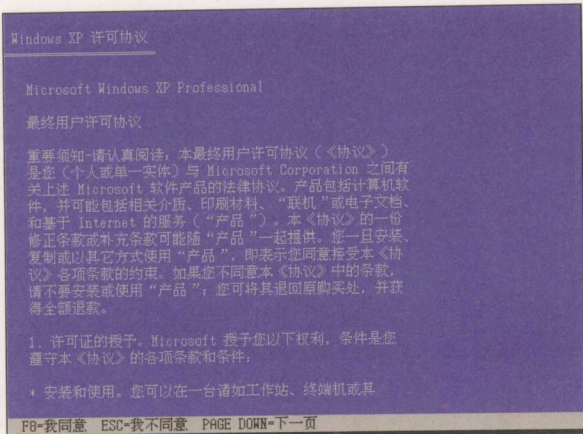 Windows XP 许可协议
Microsoft Windows XP Professional
最终用户许可协议
重要须知-请认真阅读：本最终用户许可协议（《协议》）
是您（个人或单一实体）与 Microsoft Corporation 之间有
关上述 Microsoft 软件产品的法律协议。产品包括计算机软
件，并可能包括相关介质、印刷材料、“联机”或电子文档、
和基于 Internet 的服务（“产品”）。本《协议》的一份
修正条款或补充条款可能随“产品”一起提供。您一旦安装、
复制或以其它方式使用“产品”，即表示您同意接受本《协
议》各项条款的约束。如果您不同意本《协议》中的条款，
请不要安装或使用“产品”；您可将其退回原购买处，并获
得全额退款。
1. 许可证的授予。Microsoft 授予您以下权利，条件是您
遵守本《协议》的各项条款和条件：
* 安装和使用。您可以在一台诸如工作站、终端机或其
F8=我同意 ESC=我不同意 PAGE DOWN=下一页